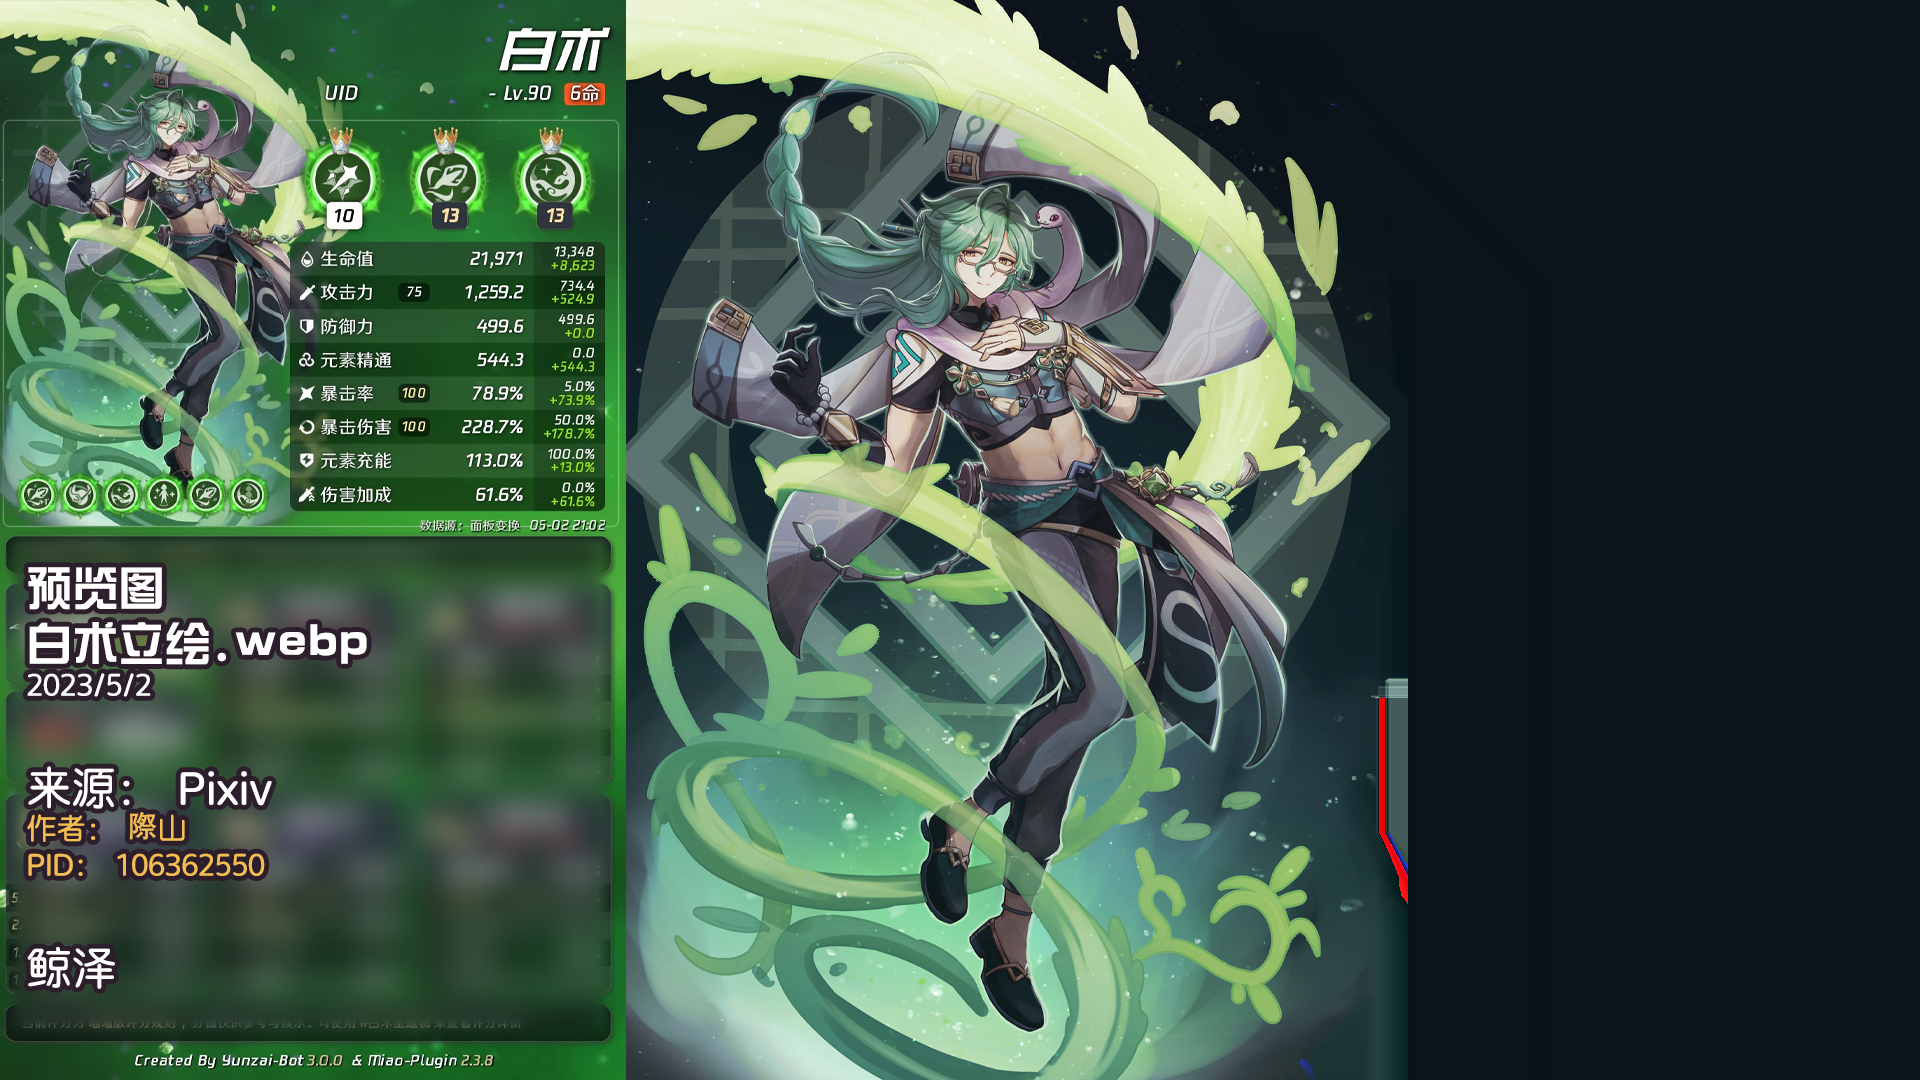 白术
UID
- Lv.90 6命
10
13
13
生命值 21,971 13,348 +8,623
攻击力 75 1,259.2 734.4 +524.9
防御力 499.6 499.6 +0.0
元素精通 544.3 0.0 +544.3
暴击率 100 78.9% 5.0% +73.9%
暴击伤害 100 228.7% 50.0% +178.7%
元素充能 113.0% 100.0% +13.0%
伤害加成 61.6% 0.0% +61.6%
数据源：面板变换 05-02 21:02
预览图
白术立绘.webp
2023/5/2
来源： Pixiv
作者： 際山
PID： 106362550
鲸泽
Created By Yunzai-Bot 3.0.0 & Miao-Plugin 2.3.8